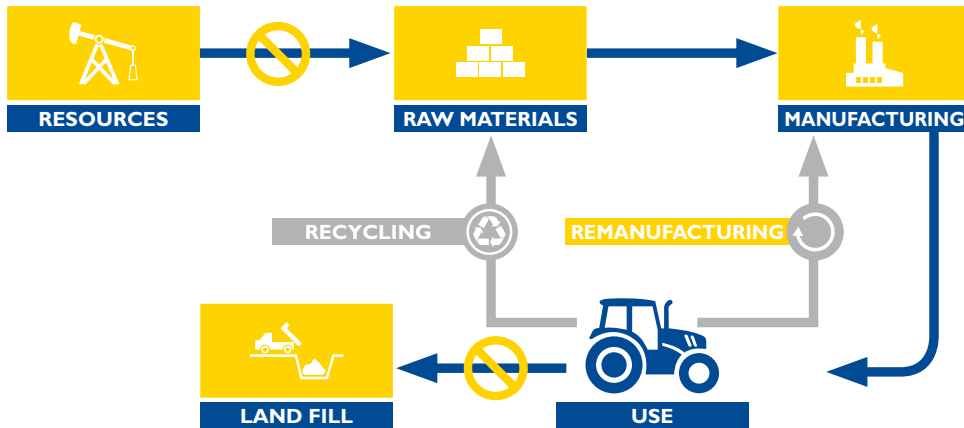 RESOURCES
RAW MATERIALS
MANUFACTURING
RECYCLING
REMANUFACTURING
LAND FILL
USE